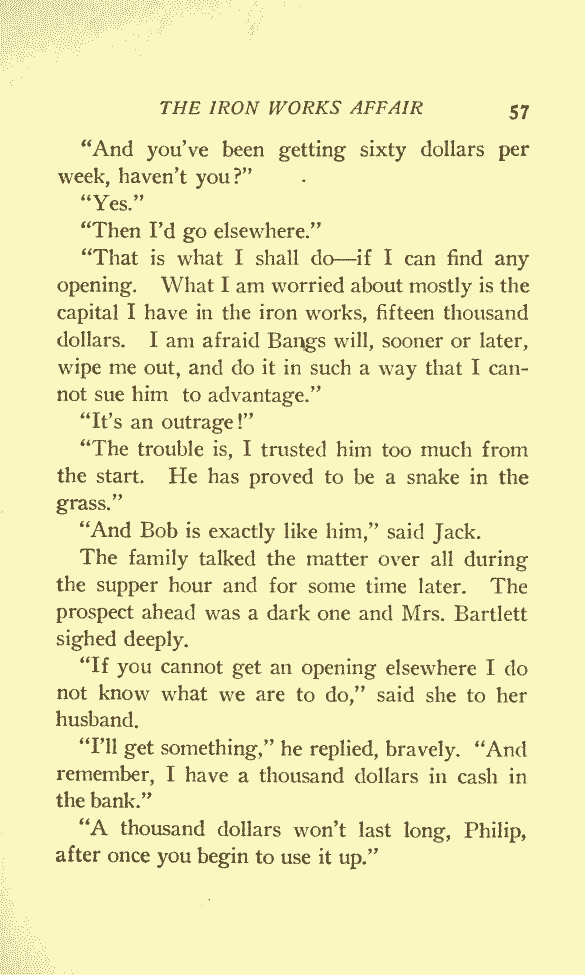 THE IRON WORKS AFFAIR 57
“And you've been getting sixty dollars per
week, haven't you?”
“Yes.”
“Then I'd go elsewhere.”
“That is what I shall do—if I can find any
opening. What I am worried about mostly is the
capital I have in the iron works, fifteen thousand
dollars. I am afraid Bangs will, sooner or later,
wipe me out, and do it in such a way that I can-
not sue him to advantage.”
“It's an outrage!”
“The trouble is, I trusted him too much from
the start. He has proved to be a snake in the
grass.”
“And Bob is exactly like him,” said Jack.
The family talked the matter over all during
the supper hour and for some time later. The
prospect ahead was a dark one and Mrs. Bartlett
sighed deeply.
“If you cannot get an opening elsewhere I do
not know what we are to do,” said she to her
husband.
“I'll get something,” he replied, bravely. “And
remember, I have a thousand dollars in cash in
the bank.”
“A thousand dollars won't last long, Philip,
after once you begin to use it up.”